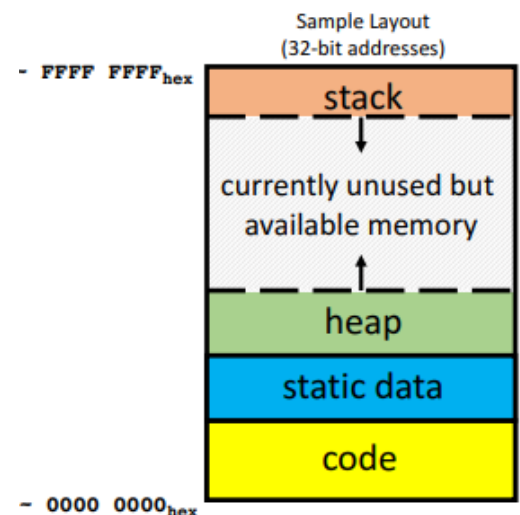 Sample Layout
(32-bit addresses)
~ FFFF FFFFhex
stack
currently unused but
available memory
heap
static data
code
~ 0000 0000hex